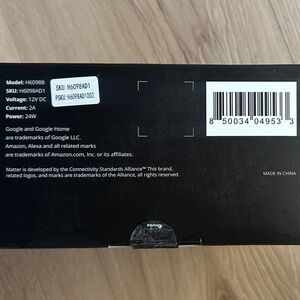 Model: H6098B
SKU: H6098AD1
Voltage: 12V DC
Current: 2A
Power: 24W
SKU: H6098AD1
PSKU: H6098AD1002
8 50034 04953 3
Google and Google Home
are trademarks of Google LLC.
Amazon, Alexa and all related marks
are trademarks of Amazon.com, Inc. or its affiliates.
Matter is developed by the Connectivity Standards Alliance™ This brand,
related logos, and marks are trademarks of the Alliance, all rights reserved.
MADE IN CHINA
Govee